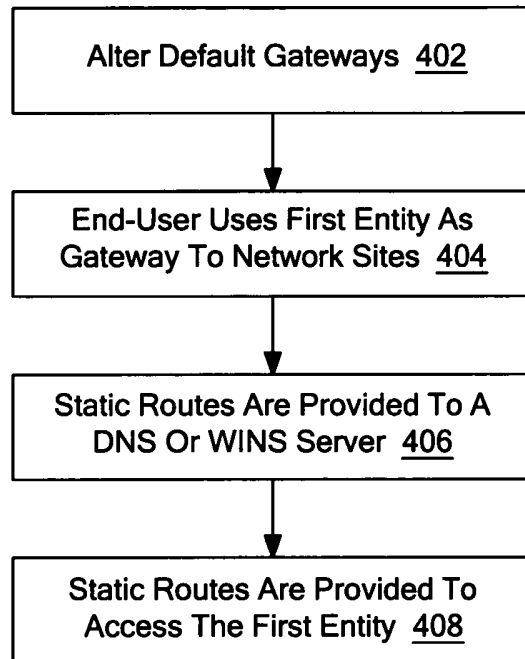 Alter Default Gateways 402
End-User Uses First Entity As
Gateway To Network Sites 404
Static Routes Are Provided To A
DNS Or WINS Server 406
Static Routes Are Provided To
Access The First Entity 408